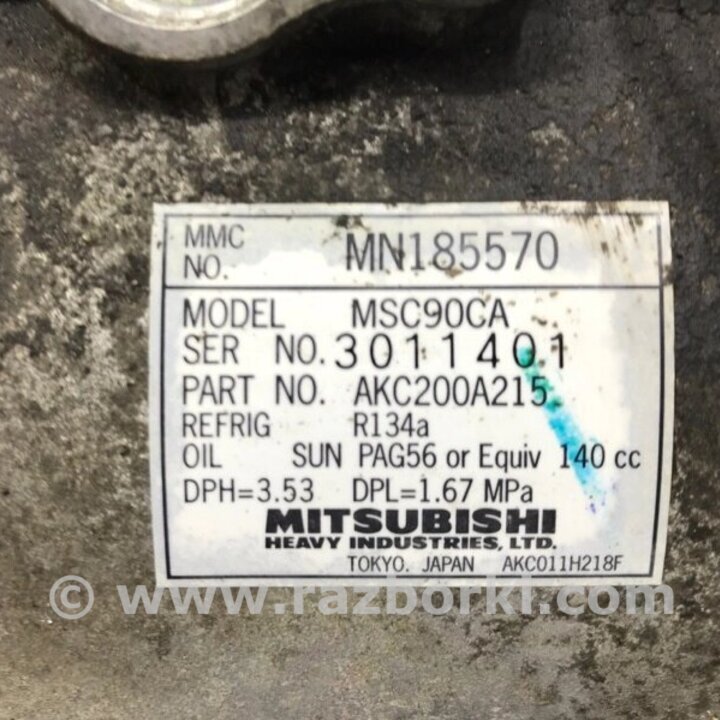 MMC NO. MN185570
MODEL MSC90CA
SER NO. 3011401
PART NO. AKC200A215
REFRIG R134a
OIL SUN PAG56 or Equiv 140 cc
DPH=3.53 DPL=1.67 MPa
MITSUBISHI
HEAVY INDUSTRIES, LTD.
TOKYO. JAPAN AKC011H218F
© www.razborki.com